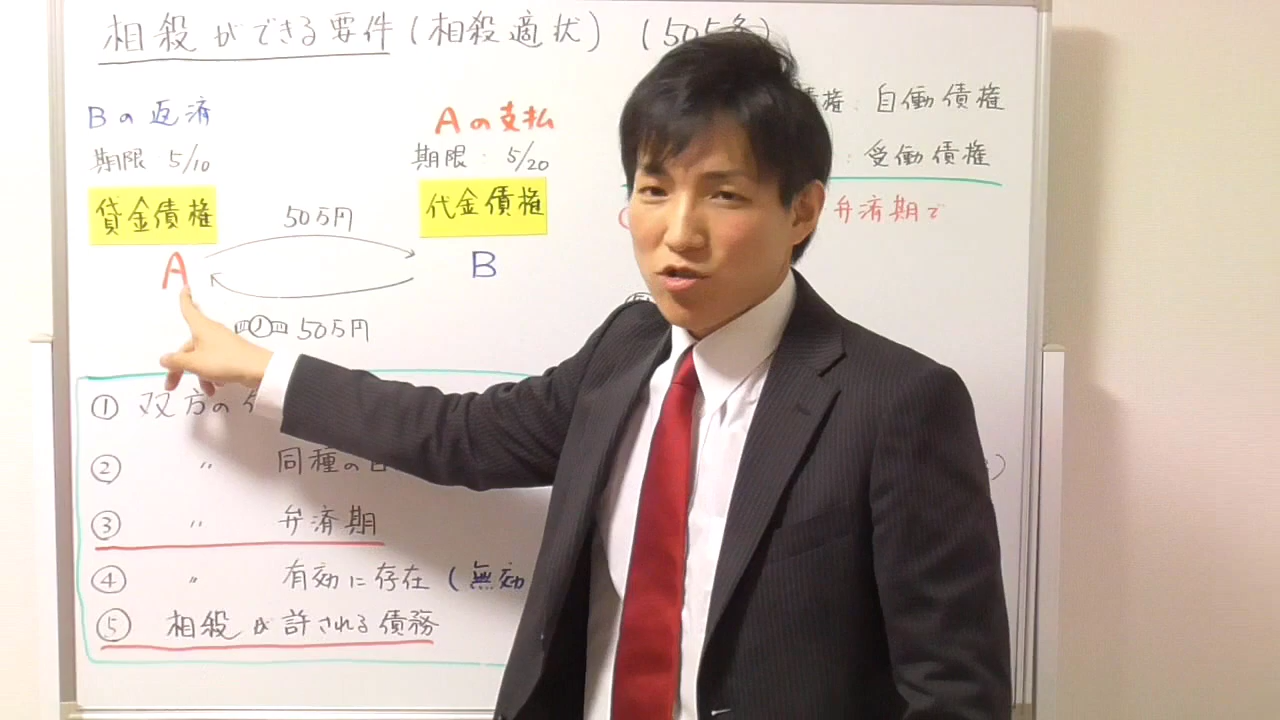 相殺ができる要件(相殺適状) (505条)
Bの返済
期限:5/10
貸金債権
A
50万円
50万円
Aの支払
期限:5/20
代金債権
B
債権:自働債権
:受働債権
弁済期で
① 双方の
② 〃 同種の
③ 〃 弁済期
④ 〃 有効に存在(無効
⑤ 相殺が許される債務